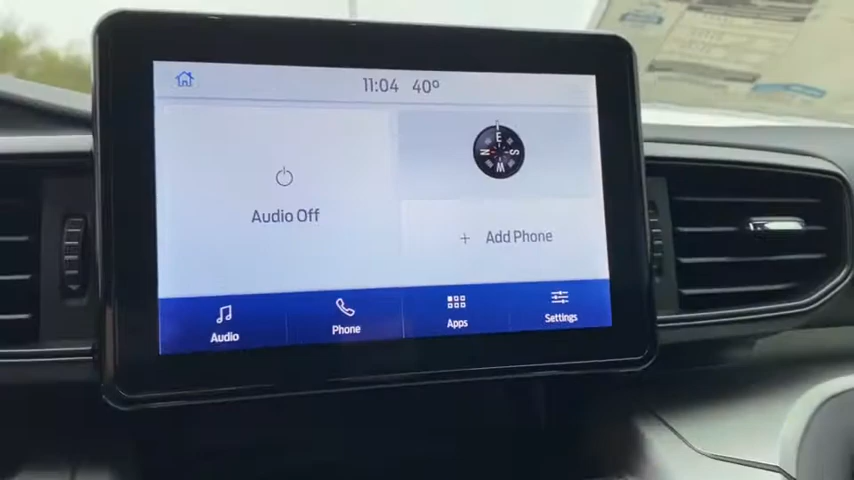 11:04 40°
E
N S
W
Audio Off
+ Add Phone
Audio Phone Apps Settings